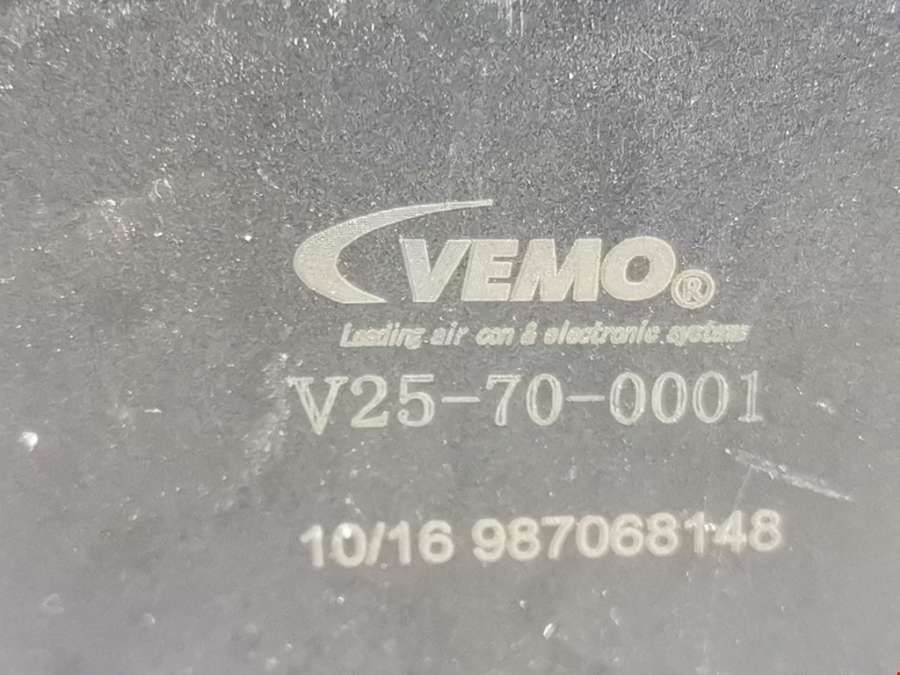 VEMO®
Leading air con & electronic systems
V25-70-0001
10/16 987068148